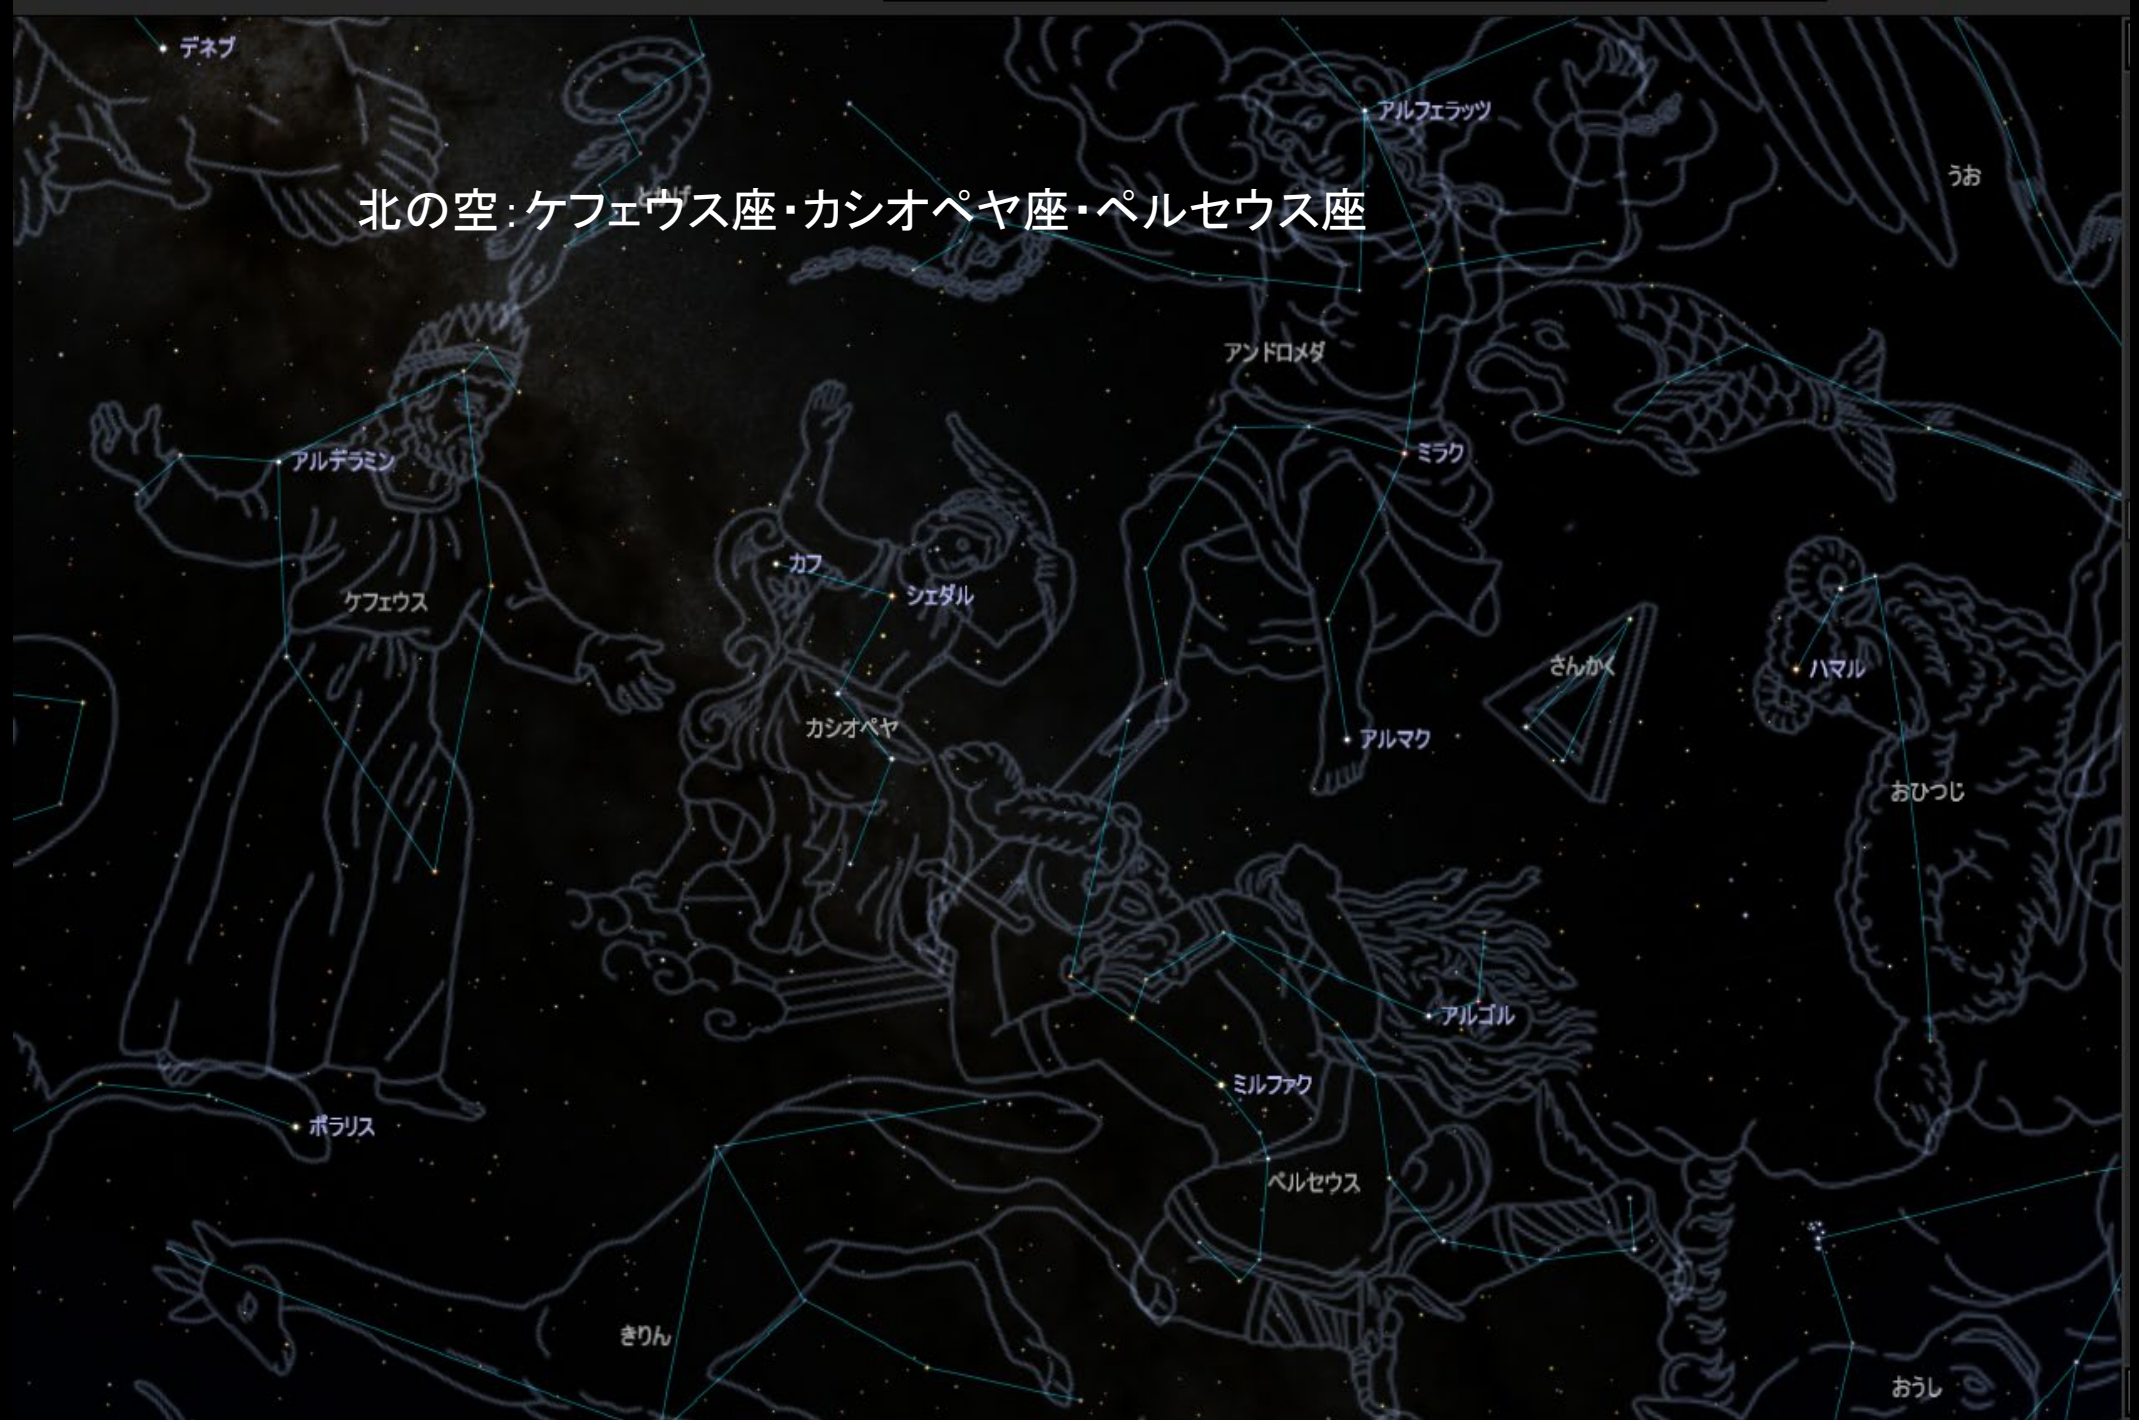 デネブ
アルフェラッツ
うお
とかげ
北の空：ケフェウス座・カシオペヤ座・ペルセウス座
アンドロメダ
アルデラミン
ミラク
カフ
シェダル
ケフェウス
さんかく
ハマル
カシオペヤ
アルマク
おひつじ
アルゴル
ミルファク
ポラリス
ペルセウス
きりん
おうし